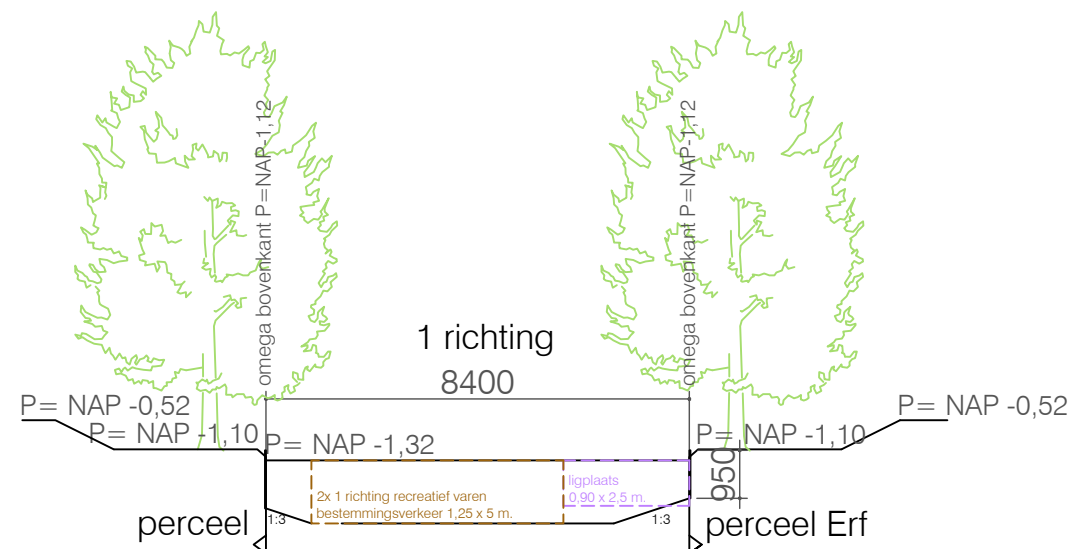 omega bovenkant P=NAP-1,12
omega bovenkant P=NAP-1,12
1 richting
8400
P= NAP -0,52
P= NAP -0,52
P= NAP -1,10
P= NAP -1,32
P= NAP -1,10
950
ligplaats
0,90 x 2,5 m.
2x 1 richting recreatief varen
bestemmingsverkeer 1,25 x 5 m.
1:3
1:3
perceel
perceel Erf